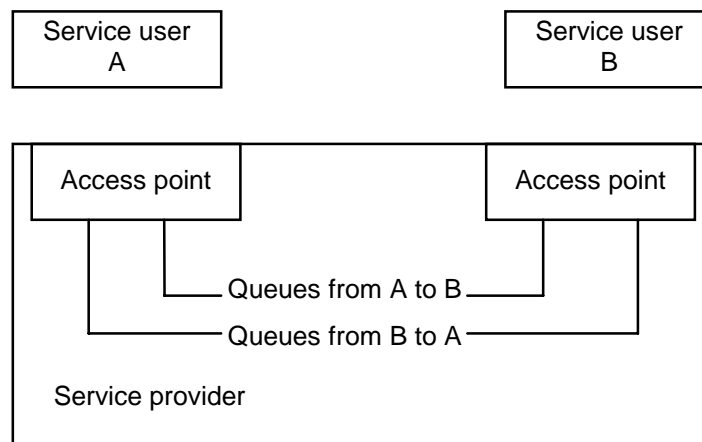 Service user
A
Service user
B
Access point
Access point
Queues from A to B
Queues from B to A
Service provider